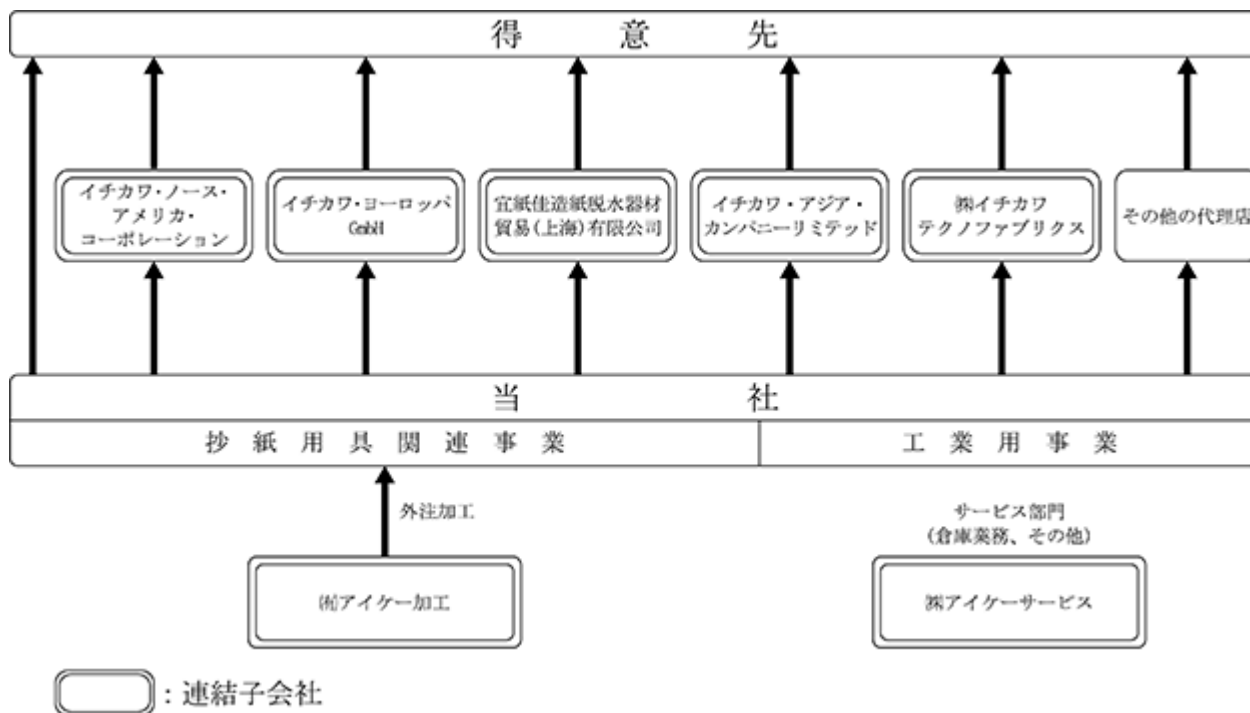 得意先
イチカワ・ノース・
アメリカ・
コーポレーション
イチカワ・ヨーロッパ
GmbH
宜紙佳造紙脱水器材
貿易(上海)有限公司
イチカワ・アジア・
カンパニーリミテッド
㈱イチカワ
テクノファブリクス
その他の代理店
当社
抄紙用具関連事業
工業用事業
外注加工
サービス部門
(倉庫業務、その他)
㈲アイケー加工
㈱アイケーサービス
:連結子会社